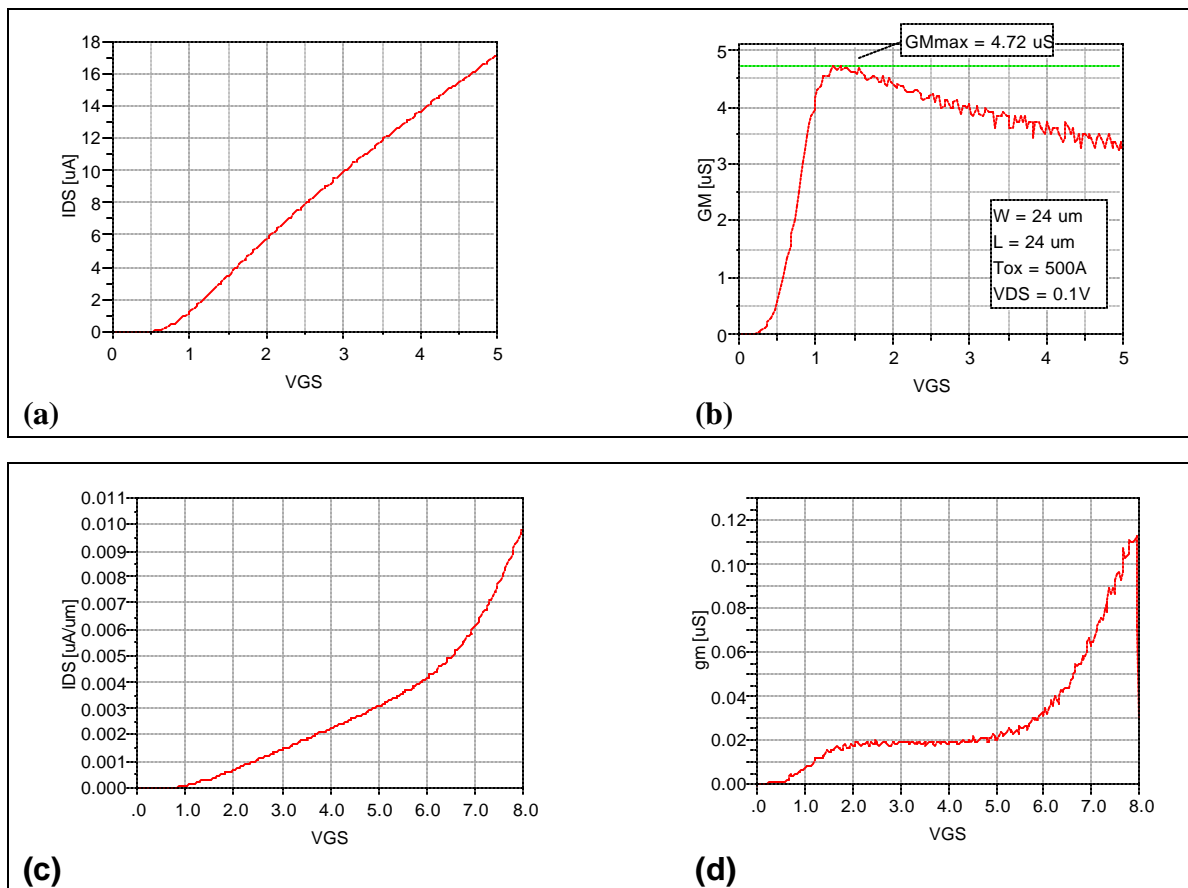 18
16
14
12
10
8
6
4
2
0
IDS [uA]
0 1 2 3 4 5
VGS
(a)
GMmax = 4.72 uS
5
4
3
2
1
0
GM [uS]
W = 24 um
L = 24 um
Tox = 500A
VDS = 0.1V
0 1 2 3 4 5
VGS
(b)
0.011
0.010
0.009
0.008
0.007
0.006
0.005
0.004
0.003
0.002
0.001
0.000
IDS [uA/um]
.0 1.0 2.0 3.0 4.0 5.0 6.0 7.0 8.0
VGS
(c)
0.12
0.10
0.08
0.06
0.04
0.02
0.00
gm [uS]
.0 1.0 2.0 3.0 4.0 5.0 6.0 7.0 8.0
VGS
(d)